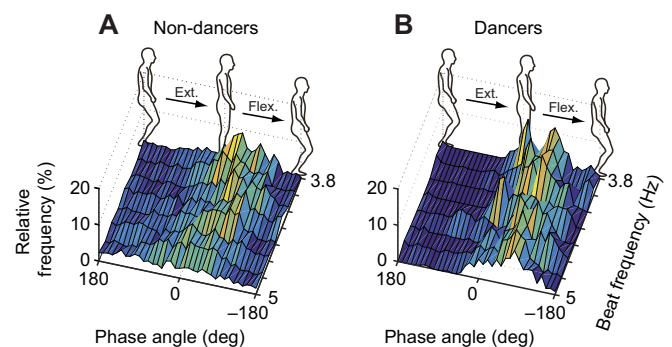 A Non-dancers
Ext.
Flex.
3.8
20
10
0
Relative
frequency (%)
180
0
–180
5
Phase angle (deg)
B Dancers
Ext.
Flex.
3.8
20
10
0
180
0
–180
5
Beat frequency (Hz)
Phase angle (deg)